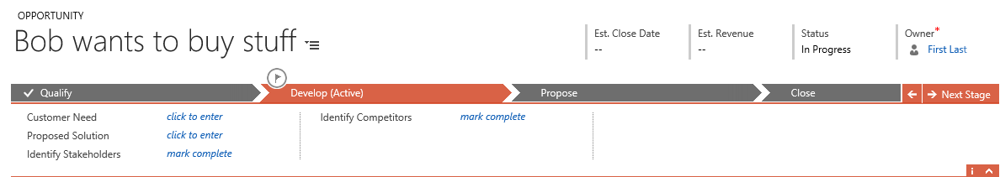 OPPORTUNITY
Bob wants to buy stuff
Est. Close Date
--
Est. Revenue
--
Status
In Progress
Owner*
First Last
Qualify
Develop (Active)
Propose
Close
Next Stage
Customer Need click to enter
Proposed Solution click to enter
Identify Stakeholders mark complete
Identify Competitors mark complete
i